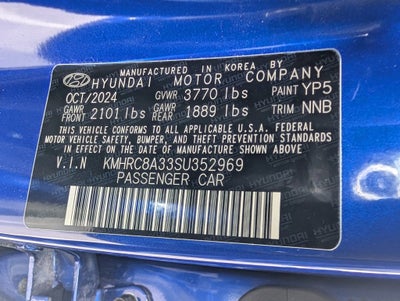 MANUFACTURED IN KOREA BY
HYUNDAI MOTOR COMPANY
OCT/2024 GVWR 3770 lbs PAINT YP5
GAWR FRONT 2101 lbs GAWR REAR 1889 lbs TRIM NNB
THIS VEHICLE CONFORMS TO ALL APPLICABLE U.S.A. FEDERAL
MOTOR VEHICLE SAFETY, BUMPER, AND THEFT PREVENTION STANDARDS
IN EFFECT ON THE DATE OF MANUFACTURE SHOWN ABOVE.
V.I.N KMHRC8A33SU352969
PASSENGER CAR